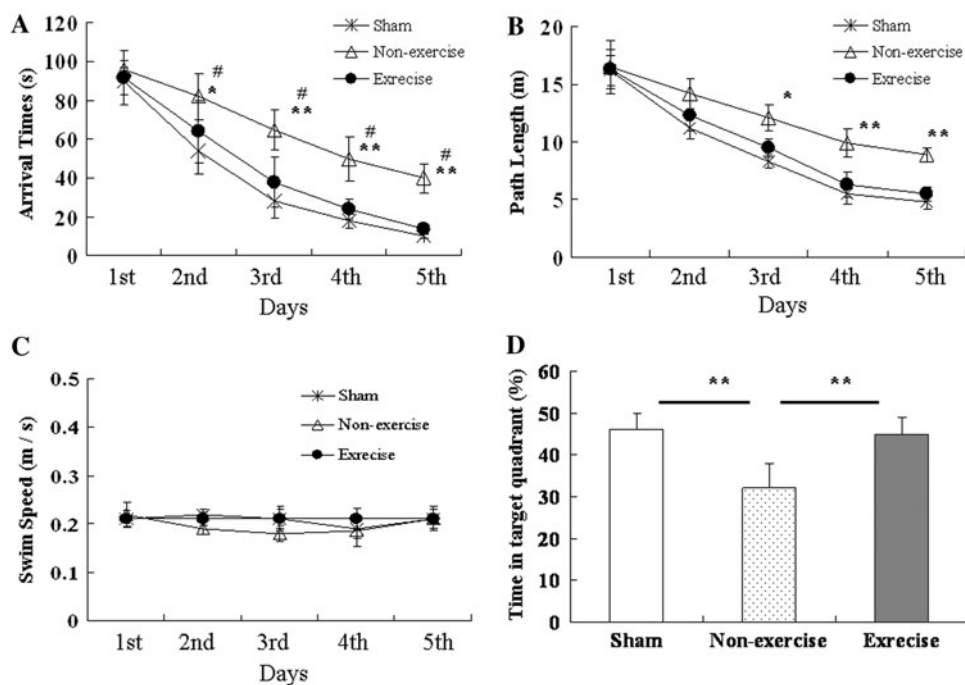 A
120
100
80
60
40
20
0
Arrival Times (s)
Sham
Non-exercise
Exrecise
#
*
#
**
#
**
#
**
1st 2nd 3rd 4th 5th
Days
B
20
15
10
5
0
Path Length (m)
Sham
Non-exercise
Exrecise
*
**
**
1st 2nd 3rd 4th 5th
Days
C
0.5
0.4
0.3
0.2
0.1
0
Swim Speed (m / s)
Sham
Non-exercise
Exrecise
1st 2nd 3rd 4th 5th
Days
D
60
50
40
30
20
10
0
Time in target quadrant (%)
** **
Sham Non-exercise Exrecise